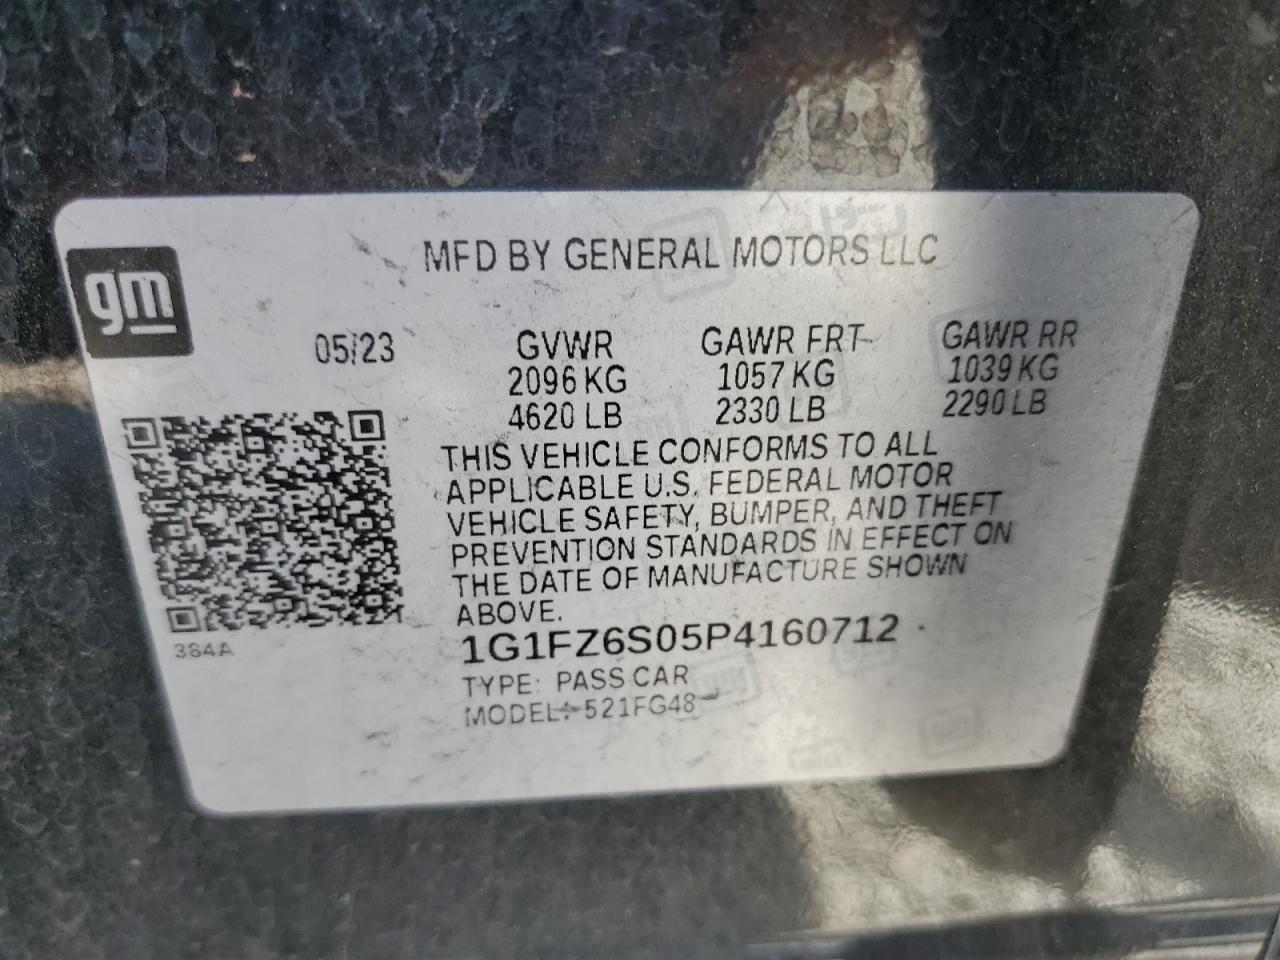 gm
MFD BY GENERAL MOTORS LLC
05/23
GVWR GAWR FRT GAWR RR
2096 KG 1057 KG 1039 KG
4620 LB 2330 LB 2290 LB
THIS VEHICLE CONFORMS TO ALL
APPLICABLE U.S. FEDERAL MOTOR
VEHICLE SAFETY, BUMPER, AND THEFT
PREVENTION STANDARDS IN EFFECT ON
THE DATE OF MANUFACTURE SHOWN
ABOVE.
384A
1G1FZ6S05P4160712
TYPE: PASS CAR
MODEL: 521FG48